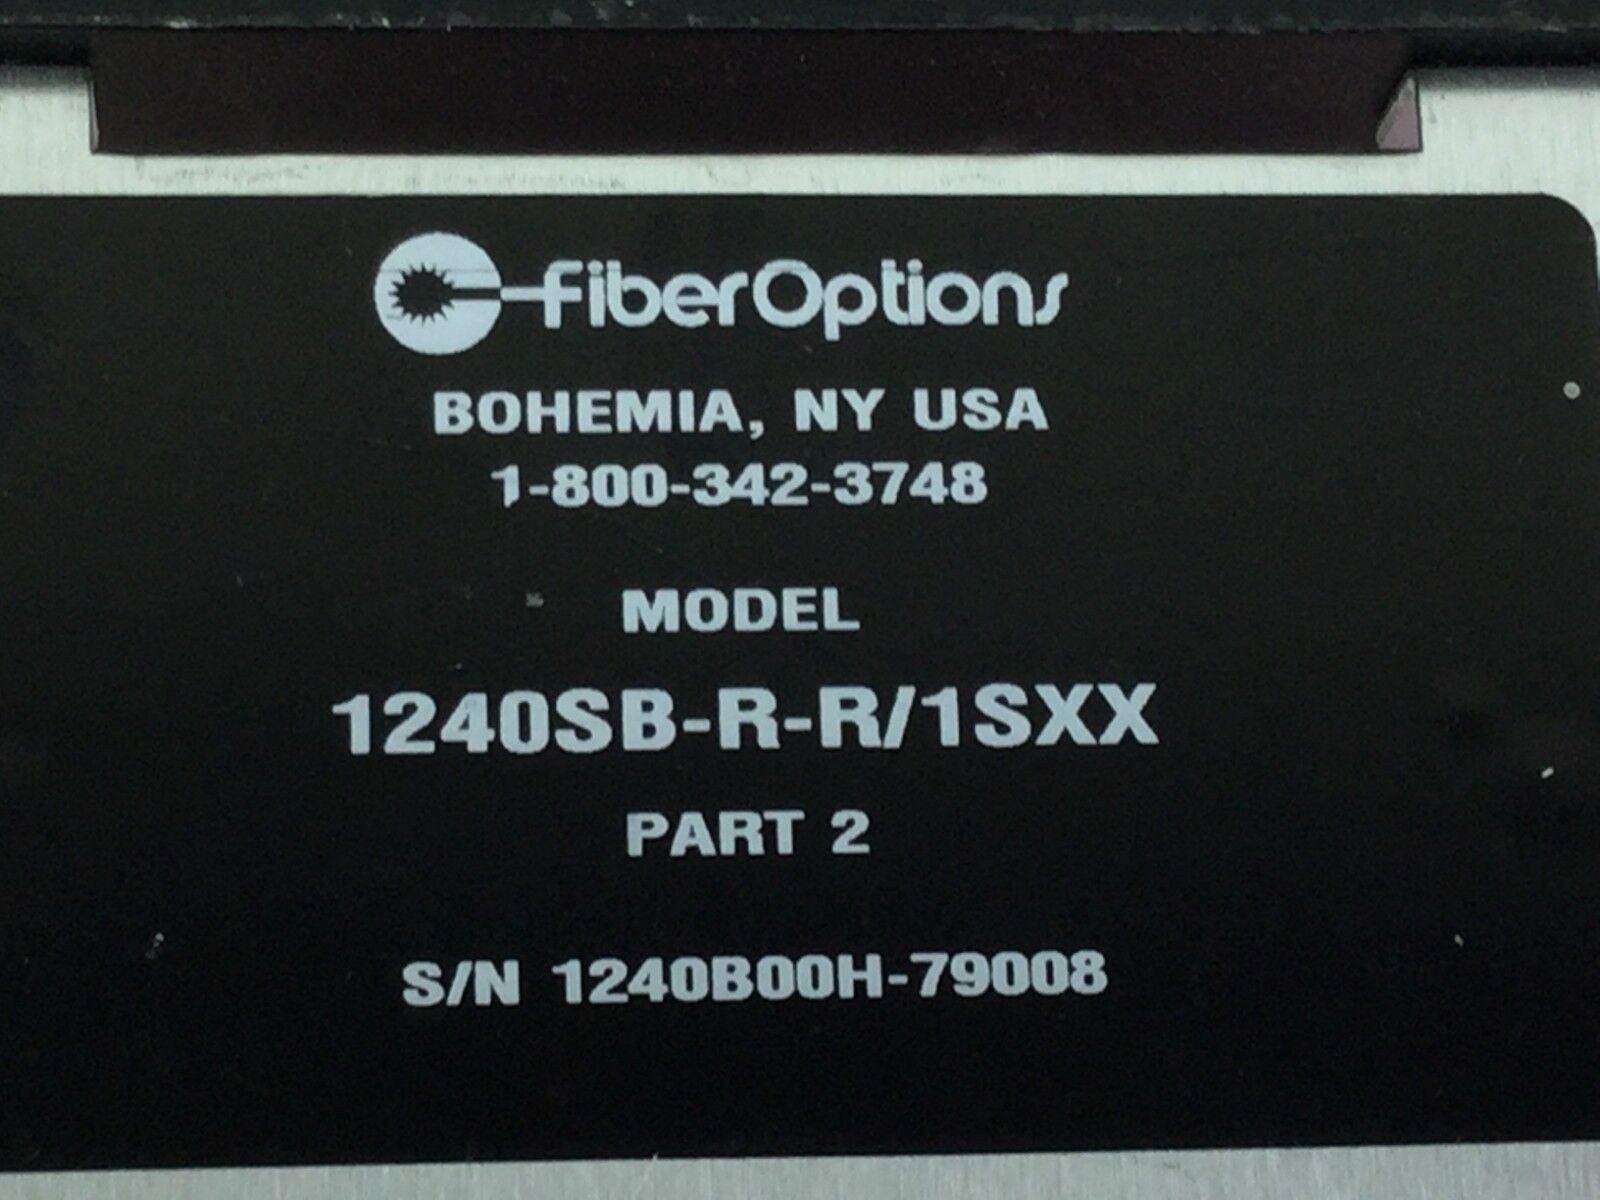 FiberOptions
BOHEMIA, NY USA
1-800-342-3748
MODEL
1240SB-R-R/1SXX
PART 2
S/N 1240B00H-79008